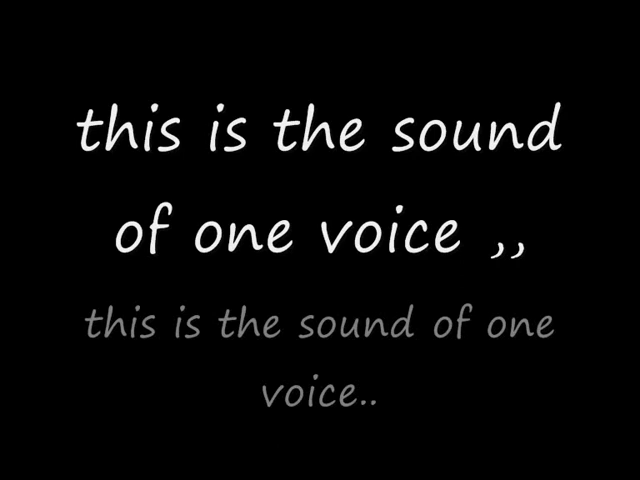 this is the sound
of one voice ,,
this is the sound of one
voice..